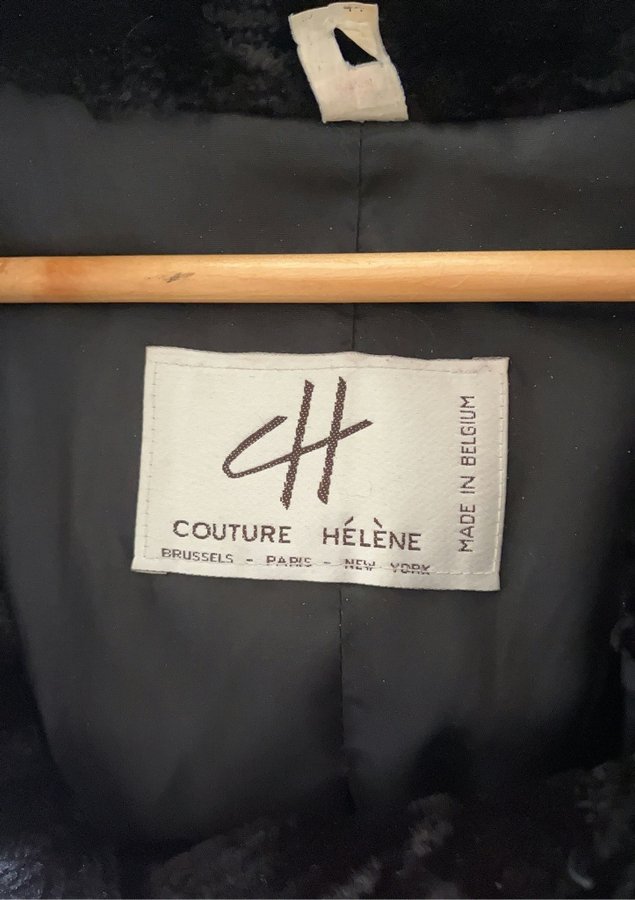 CH
COUTURE HÉLÈNE
BRUSSELS - PARIS - NEW YORK
MADE IN BELGIUM